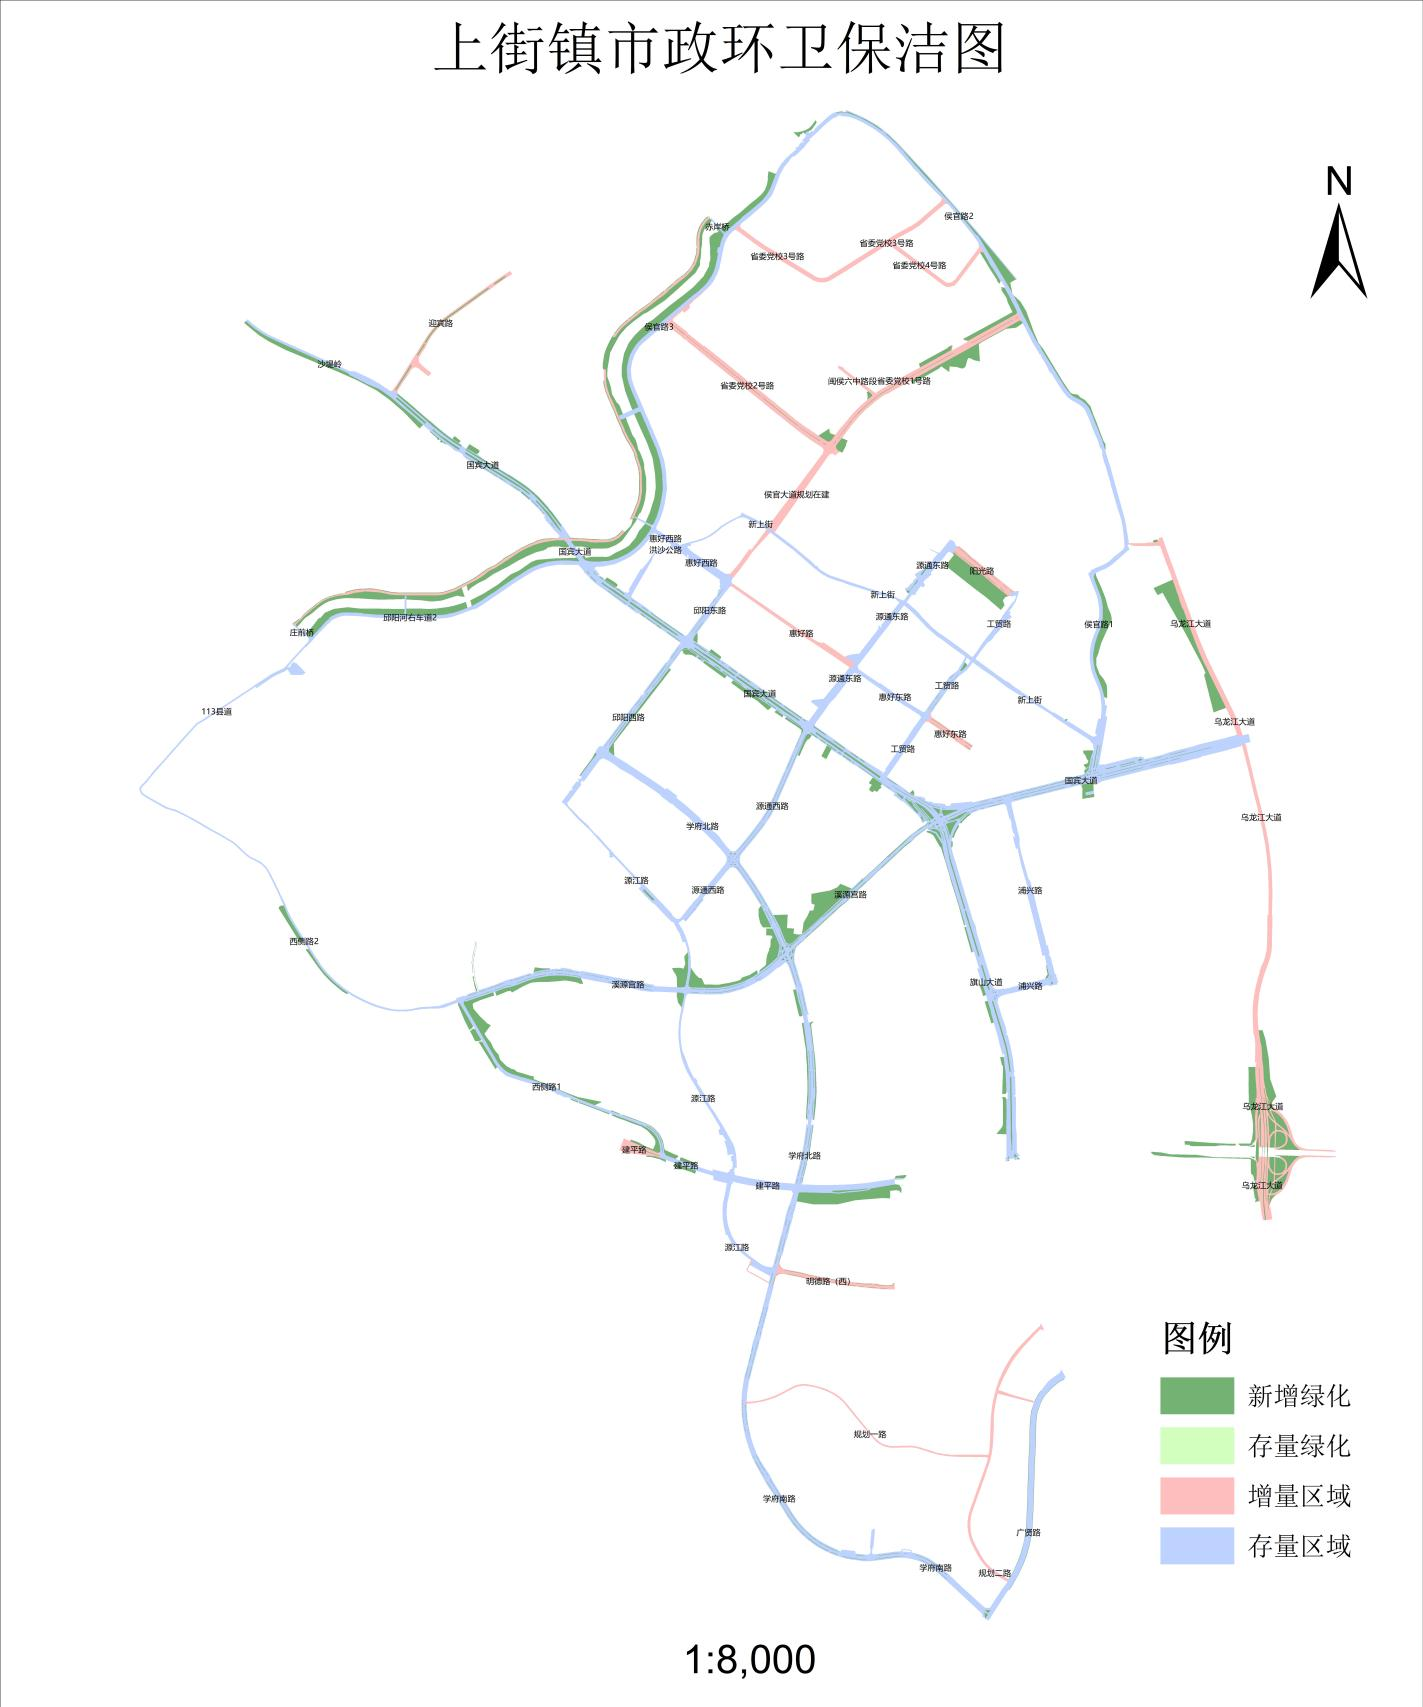 上街镇市政环卫保洁图
N
侯官路2
赤岸桥
省委党校3号路
省委党校3号路
省委党校4号路
迎宾路
侯官路3
沙堤岭
省委党校2号路
闽侯六中路段省委党校1号路
国宾大道
侯官大道规划在建
新上街
惠好西路
洪沙公路
国宾大道
惠好西路
源通东路
阳光路
新上街
邱阳东路
源通东路
工贸路
侯官路1
乌龙江大道
邱阳河右车道2
庄前桥
惠好路
源通东路
工贸路
国宾大道
惠好东路
新上街
113县道
邱阳西路
乌龙江大道
惠好东路
工贸路
国宾大道
源通西路
乌龙江大道
学府北路
源江路
源通西路
溪源宫路
浦兴路
西侧路2
溪源宫路
旗山大道
浦兴路
西侧路1
源江路
乌龙江大道
建平路
学府北路
建平路
建平路
乌龙江大道
源江路
明德路（西）
图例
新增绿化
存量绿化
增量区域
存量区域
规划一路
学府南路
广贤路
学府南路
规划二路
1:8,000